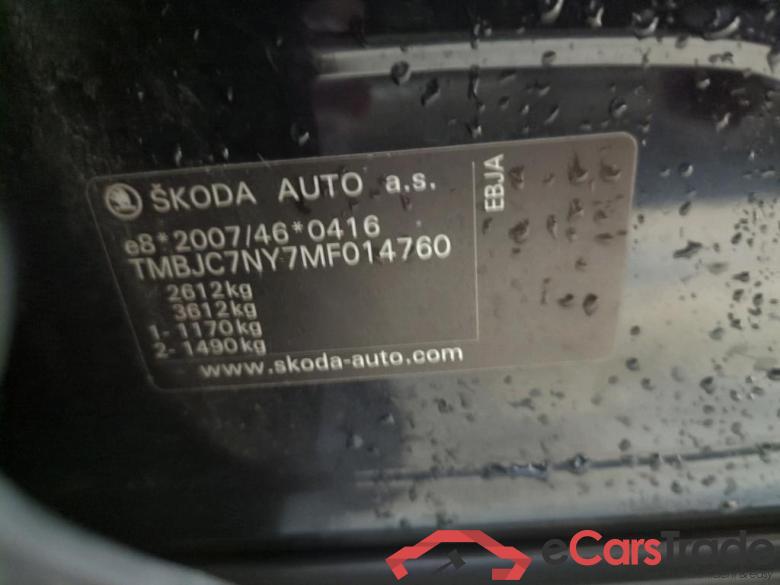 ŠKODA AUTO a.s.
EBJA
e8*2007/46*0416
TMBJC7NY7MF014760
2612kg
3612kg
1- 1170kg
2- 1490kg
www.skoda-auto.com
eCarsTrade